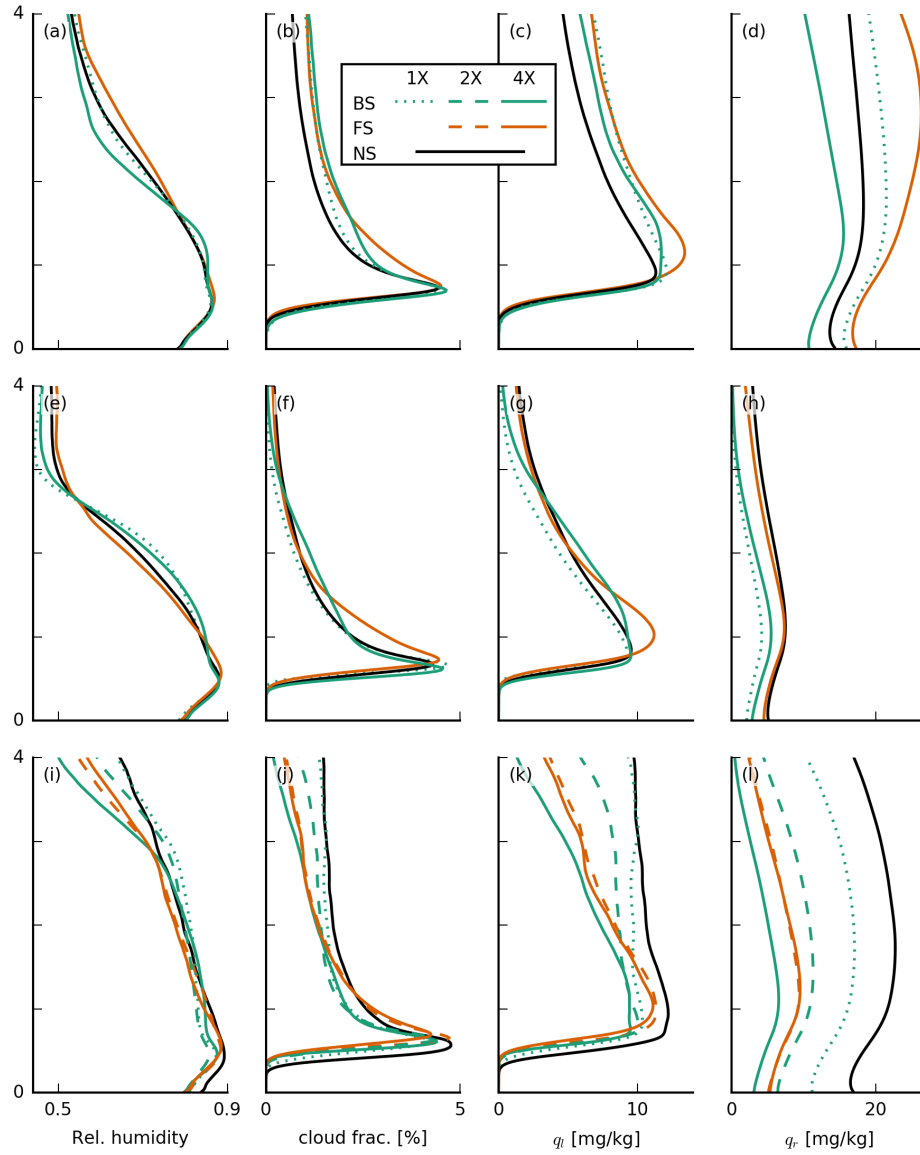 4 (a) (b) (c) (d)
1X 2X 4X
BS
FS
NS
0
4 (e) (f) (g) (h)
0
4 (i) (j) (k) (l)
0
0.5 0.9 0 5 0 10 0 20
Rel. humidity cloud frac. [%] q_l [mg/kg] q_r [mg/kg]